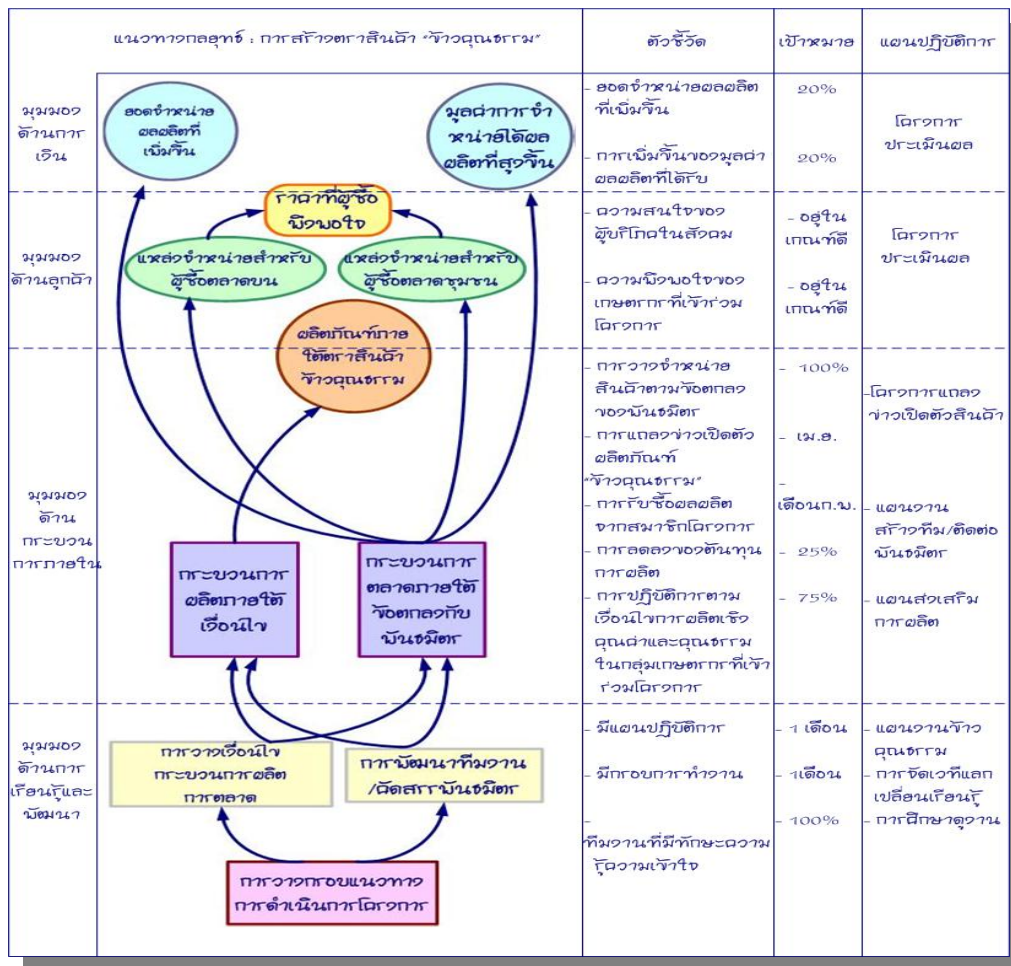 แนวทางกลยุทธ์ : การสร้างตราสินค้า “ข้าวคุณธรรม”
ตัวชี้วัด
เป้าหมาย
แผนปฏิบัติการ
มุมมอง
ด้านการ
เงิน
ยอดจำหน่าย
ผลผลิตที่
เพิ่มขึ้น
มูลค่าการจำ
หน่ายได้ผล
ผลิตที่สูงขึ้น
- ยอดจำหน่ายผลผลิต
ที่เพิ่มขึ้น
20%
- การเพิ่มขึ้นของมูลค่า
ผลผลิตที่ได้รับ
20%
โครงการ
ประเมินผล
มุมมอง
ด้านลูกค้า
ราคาที่ผู้ซื้อ
พึงพอใจ
แหล่งจำหน่ายสำหรับ
ผู้ซื้อตลาดบน
แหล่งจำหน่ายสำหรับ
ผู้ซื้อตลาดชุมชน
- ความสนใจของ
ผู้บริโภคในสังคม
- อยู่ใน
เกณฑ์ดี
- ความพึงพอใจของ
เกษตรกรที่เข้าร่วม
โครงการ
- อยู่ใน
เกณฑ์ดี
โครงการ
ประเมินผล
มุมมอง
ด้าน
กระบวน
การภายใน
ผลิตภัณฑ์ภาย
ใต้ตราสินค้า
ข้าวคุณธรรม
กระบวนการ
ผลิตภายใต้
เงื่อนไข
กระบวนการ
ตลาดภายใต้
ข้อตกลงกับ
พันธมิตร
- การวางจำหน่าย
สินค้าตามข้อตกลง
ของพันธมิตร
- การแถลงข่าวเปิดตัว
ผลิตภัณฑ์
“ข้าวคุณธรรม”
- การรับซื้อผลผลิต
จากสมาชิกโครงการ
- การลดลงของต้นทุน
การผลิต
- การปฏิบัติการตาม
เงื่อนไขการผลิตเชิง
คุณค่าและคุณธรรม
ในกลุ่มเกษตรกรที่เข้า
ร่วมโครงการ
- 100%
- เม.ย.
-
เดือนก.พ.
- 25%
- 75%
-โครงการแถลง
ข่าวเปิดตัวสินค้า
- แผนงาน
สร้างทีม/ติดต่อ
พันธมิตร
- แผนส่งเสริม
การผลิต
มุมมอง
ด้านการ
เรียนรู้และ
พัฒนา
การวางเงื่อนไข
กระบวนการผลิต
การตลาด
การพัฒนาทีมงาน
/คัดสรรพันธมิตร
การวางกรอบแนวทาง
การดำเนินการโครงการ
- มีแผนปฏิบัติการ
- มีกรอบการทำงาน
-
ทีมงานที่มีทักษะความ
รู้ความเข้าใจ
- 1 เดือน
- 1เดือน
- 100%
- แผนงานข้าว
คุณธรรม
- การจัดเวทีแลก
เปลี่ยนเรียนรู้
- การศึกษาดูงาน